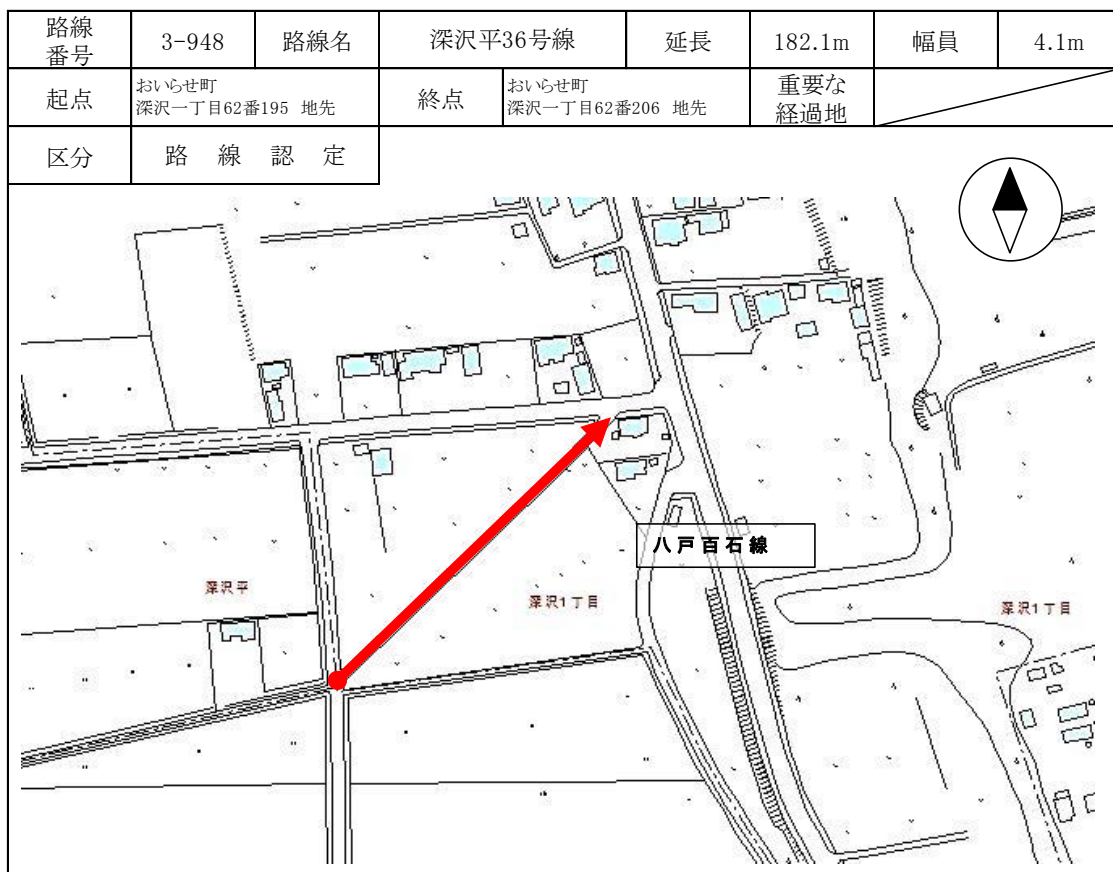 路線
番号
3-948
路線名
深沢平36号線
延長
182.1m
幅員
4.1m
起点
おいらせ町
深沢一丁目62番195 地先
終点
おいらせ町
深沢一丁目62番206 地先
重要な
経過地
区分
路線認定
八戸百石線
深沢平
深沢1丁目
深沢1丁目